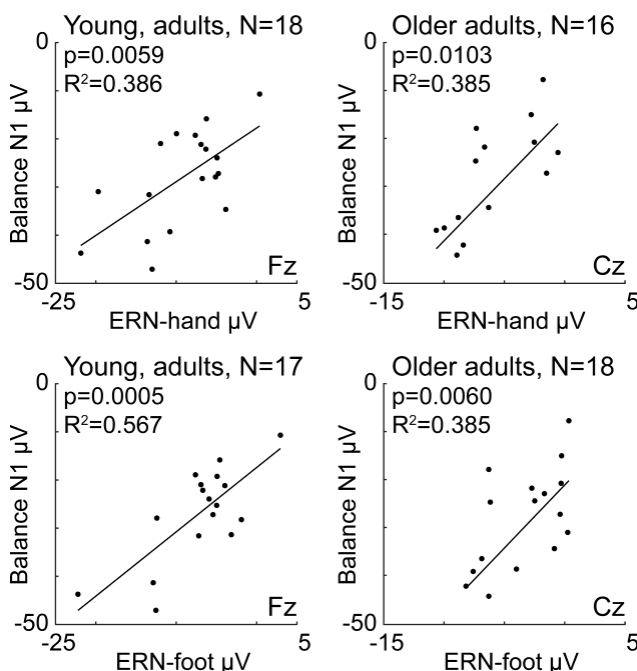 Young, adults, N=18
p=0.0059
R²=0.386
0
-50
Balance N1 µV
Fz
-25
5
ERN-hand µV
Older adults, N=16
p=0.0103
R²=0.385
0
-50
Balance N1 µV
Cz
-15
5
ERN-hand µV
Young, adults, N=17
p=0.0005
R²=0.567
0
-50
Balance N1 µV
Fz
-25
5
ERN-foot µV
Older adults, N=18
p=0.0060
R²=0.385
0
-50
Balance N1 µV
Cz
-15
5
ERN-foot µV